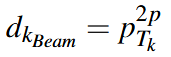 d_{k_{Beam}} = p_{T_k}^{2p}